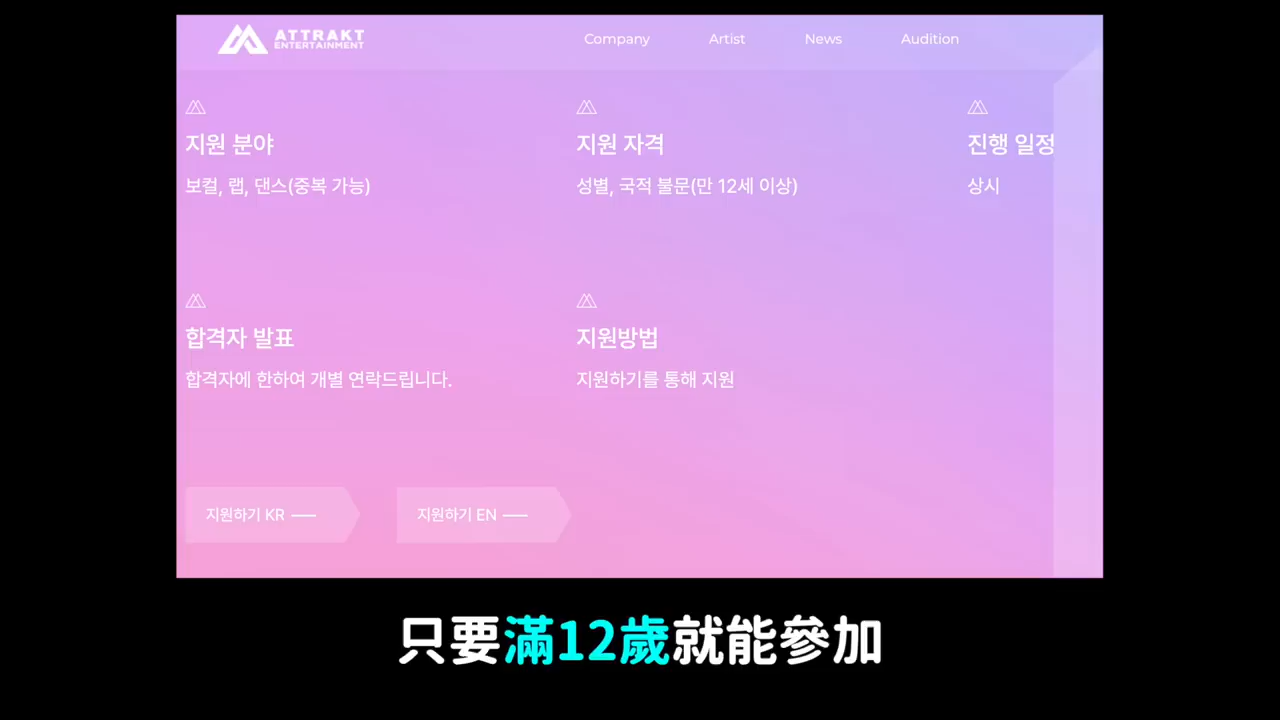 ATTRAKT
ENTERTAINMENT
Company
Artist
News
Audition
지원 분야
보컬, 랩, 댄스(중복 가능)
지원 자격
성별, 국적 불문(만 12세 이상)
진행 일정
상시
합격자 발표
합격자에 한하여 개별 연락드립니다.
지원방법
지원하기를 통해 지원
지원하기 KR
지원하기 EN
只要滿12歲就能參加